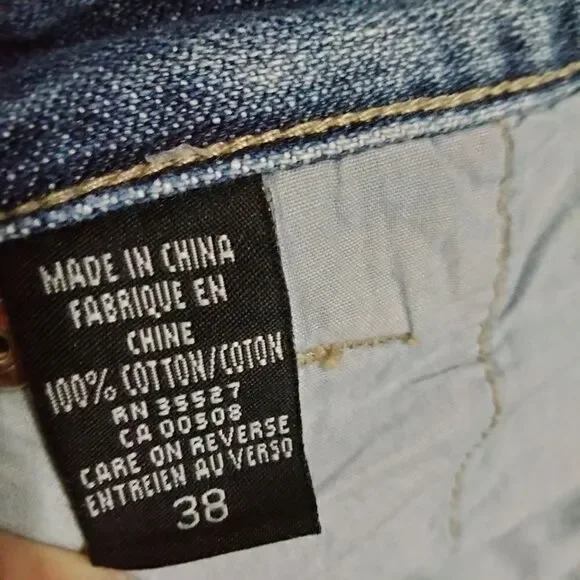 MADE IN CHINA
FABRIQUE EN
CHINE
100% COTTON/COTON
RN 35527
CA 00508
CARE ON REVERSE
ENTREIEN AU VERSO
38